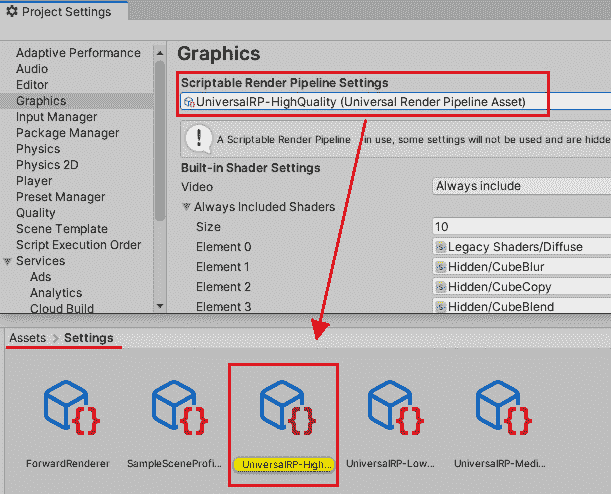 Project Settings
Adaptive Performance
Audio
Editor
Graphics
Input Manager
Package Manager
Physics
Physics 2D
Player
Preset Manager
Quality
Scene Template
Script Execution Order
Services
Ads
Analytics
Cloud Build
Graphics
Scriptable Render Pipeline Settings
UniversalRP-HighQuality (Universal Render Pipeline Asset)
A Scriptable Render Pipeline in use, some settings will not be used and are hidde
Built-in Shader Settings
Video Always include
Always Included Shaders
Size 10
Element 0 Legacy Shaders/Diffuse
Element 1 Hidden/CubeBlur
Element 2 Hidden/CubeCopy
Element 3 Hidden/CubeBlend
Assets > Settings
ForwardRenderer SampleSceneProfi... UniversalRP-High... UniversalRP-Low... UniversalRP-Medi...